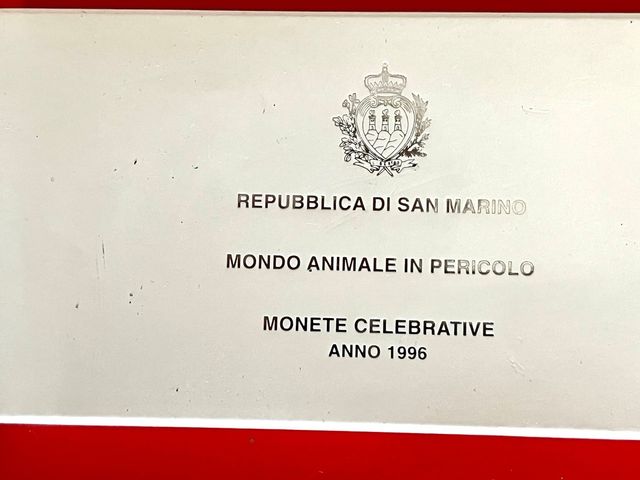 REPUBBLICA DI SAN MARINO
MONDO ANIMALE IN PERICOLO
MONETE CELEBRATIVE
ANNO 1996